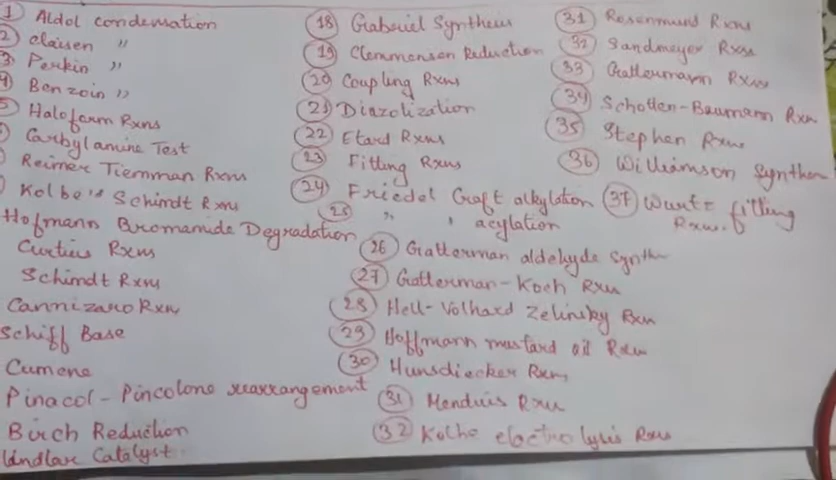 1 Aldol condensation
2 Claisen "
3 Perkin "
4 Benzoin "
5 Haloform Rxns
Carbylamine Test
Reimer Tiemman Rxns
Kolbe's Schimdt Rxns
Hofmann Bromamide Degradation
Curtius Rxns
Schimdt Rxns
Cannizaro Rxn
Schiff Base
Cumene
Pinacol - Pincolone rearrangement
Birch Reduction
Lindlar Catalyst
18 Gabriel Synthesis
19 Clemmenson Reduction
20 Coupling Rxns
21 Diazolization
22 Etard Rxns
23 Fitting Rxns
24 Friedel Craft alkylation
25 " " acylation
26 Gatterman aldehyde Synthe
27 Gatterman - Koch Rxn
28 Hell - Volhard Zelinsky Rxn
29 Hoffmann mustard oil Rxn
30 Hunsdiecker Rxn
31 Menduis Rxn
32 Kolbe electrolysis Rxns
31 Rosenmund Rxns
32 Sandmeyer Rxn
33 Gattermann Rxn
34 Schotten - Baumann Rxn
35 Stephen Rxn
36 Williamson Synthen
37 Wurtz fitting
Rxn.